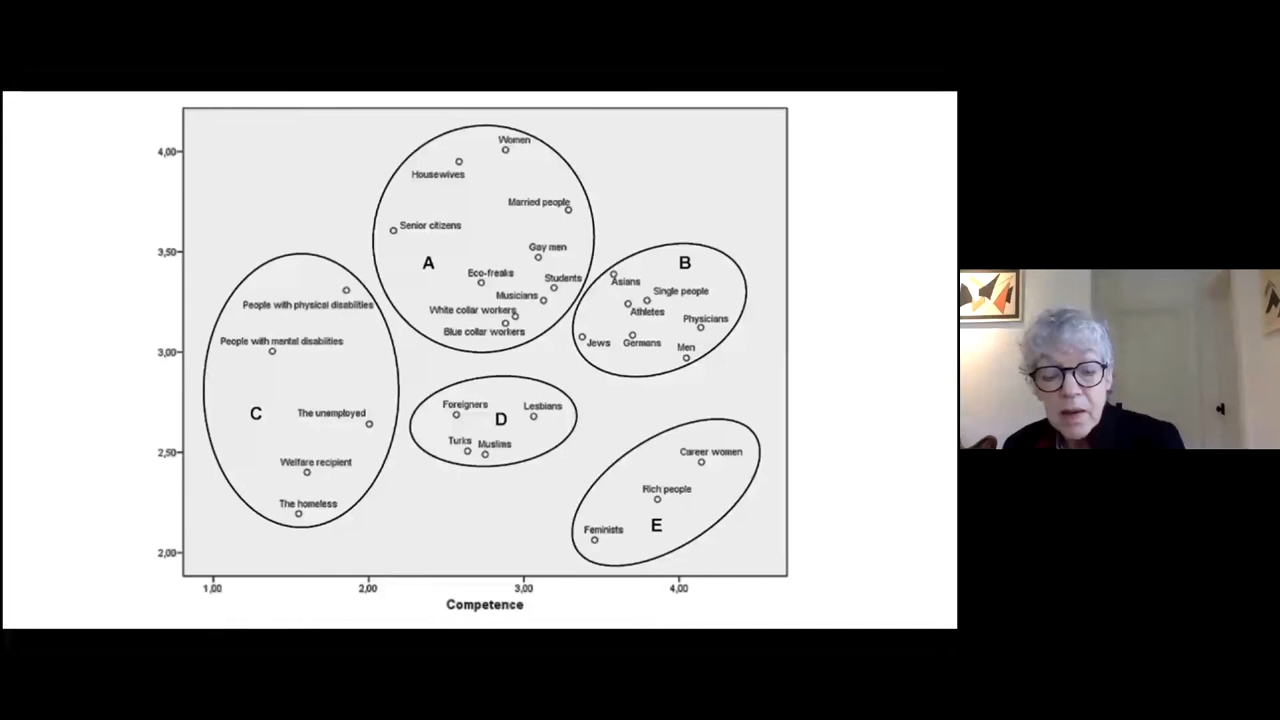 Women
4,00
Housewives
Married people
Senior citizens
Gay men
3,50
A
B
Eco-freaks
Students
Asians
Single people
Musicians
People with physical disabilities
White collar workers
Athletes
Physicians
Blue collar workers
People with mental disabilities
Jews
Germans
Men
3,00
Foreigners
Lesbians
C
The unemployed
D
Turks
Muslims
2,50
Career women
Welfare recipient
Rich people
The homeless
Feminists
E
2,00
1,00
2,00
3,00
4,00
Competence